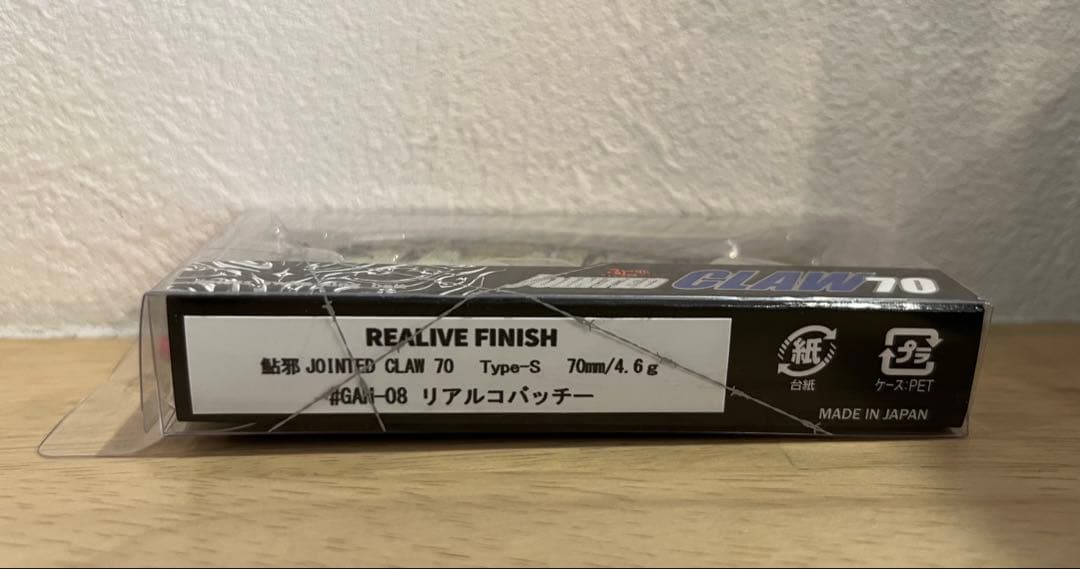 JOINTED CLAW 70
REALIVE FINISH
鮎邪 JOINTED CLAW 70 Type-S 70mm/4.6g
#GAN-08 リアルコバッチー
紙
台紙
プラ
ケース:PET
MADE IN JAPAN